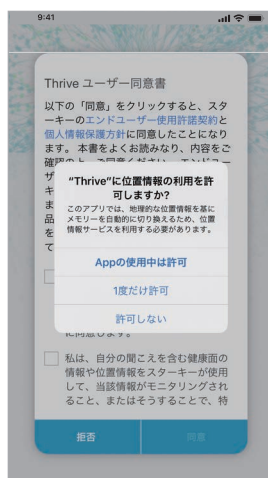 9:41
Thrive ユーザー同意書
以下の「同意」をクリックすると、スタ
ーキーのエンドユーザー使用許諾契約と
個人情報保護方針に同意したことになり
ます。 本書をよくお読みなり、内容をご
"Thrive"に位置情報の利用を許
可しますか?
このアプリでは、地理的な位置情報を基に
メモリーを自動的に切り換えるため、位置
情報サービスを利用する必要があります。
Appの使用中は許可
1度だけ許可
許可しない
に同意します。
私は、自分の聞こえを含む健康面の
情報や位置情報をスターキーが使用
して、当該情報がモニタリングされ
ること、またはそうすることで、特
拒否
同意